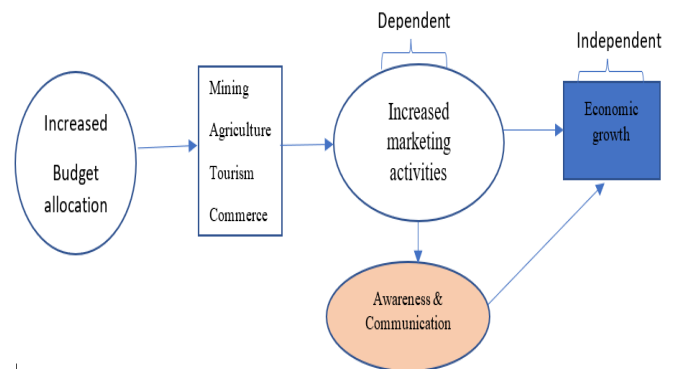 Dependent
Independent
Increased
Budget
allocation
Mining
Agriculture
Tourism
Commerce
Increased
marketing
activities
Economic
growth
Awareness &
Communication